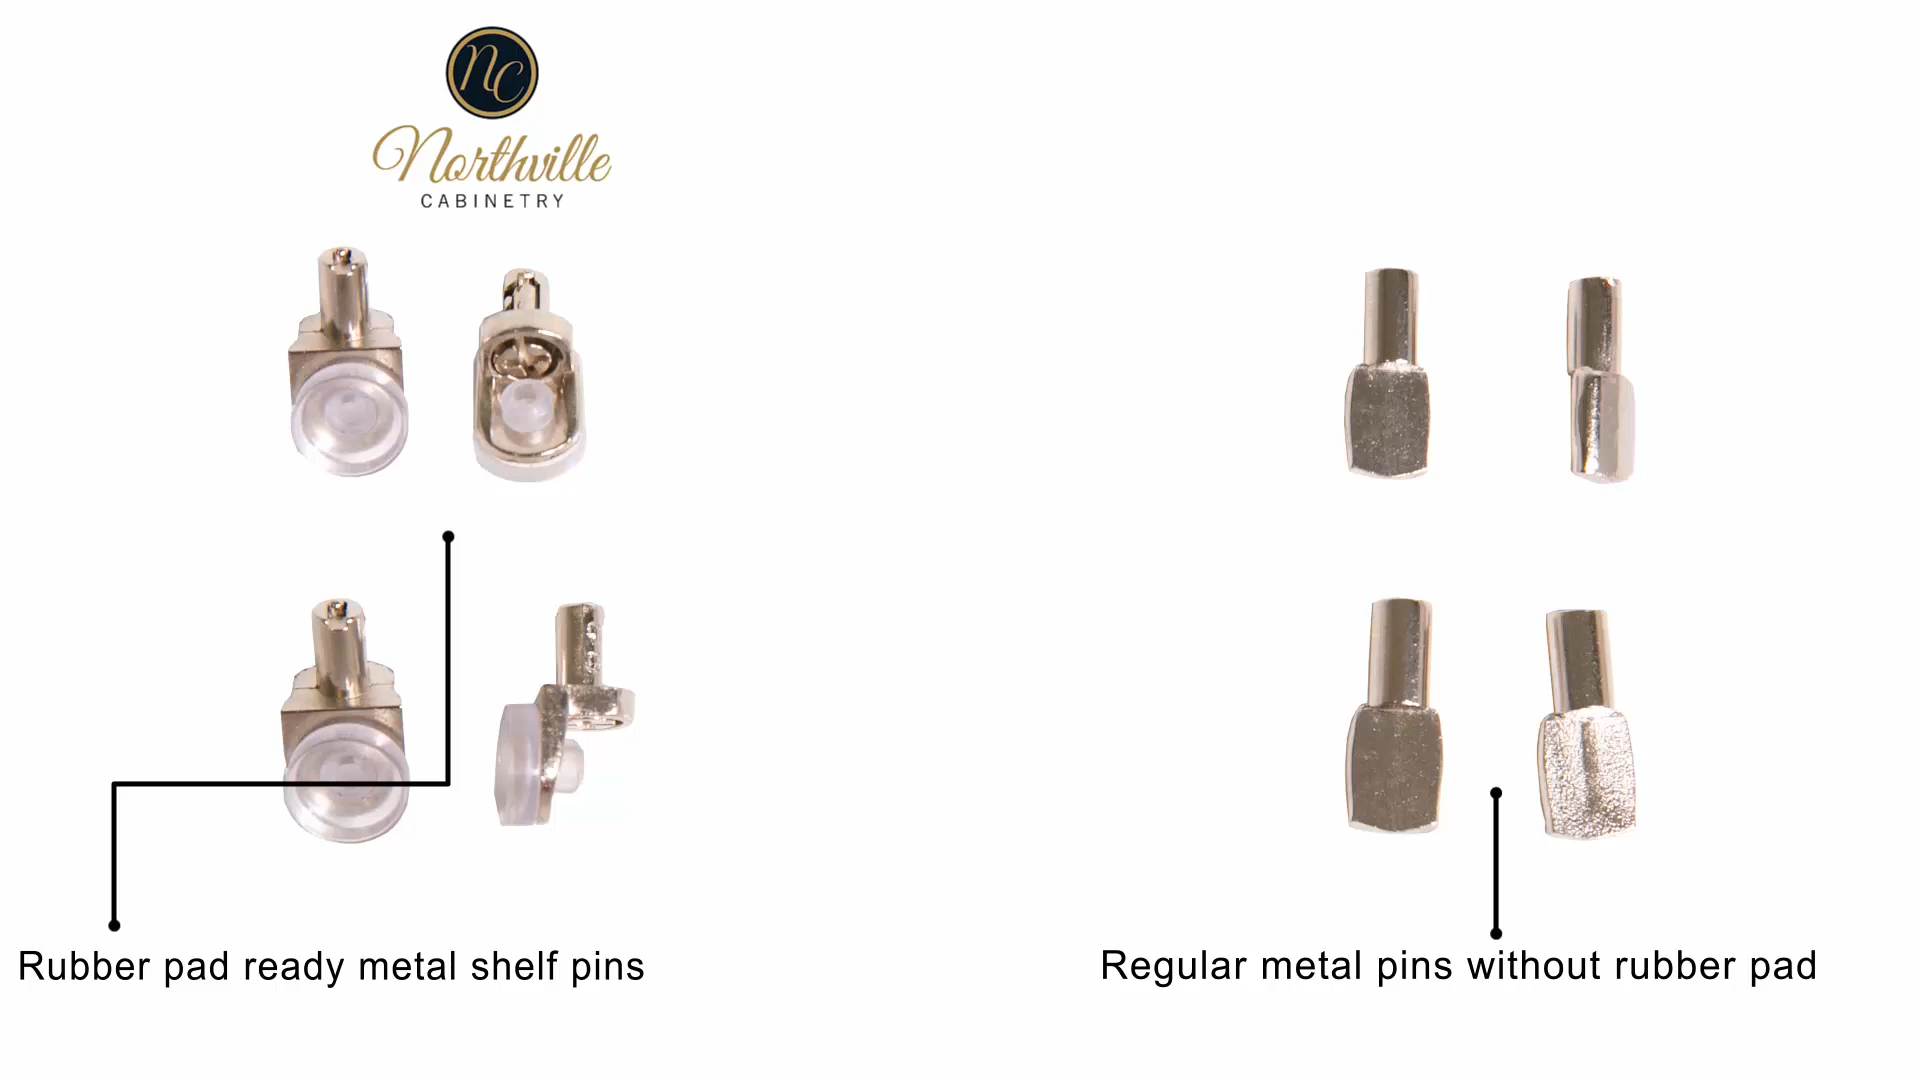 NC
Northville
CABINETRY
Rubber pad ready metal shelf pins
Regular metal pins without rubber pad